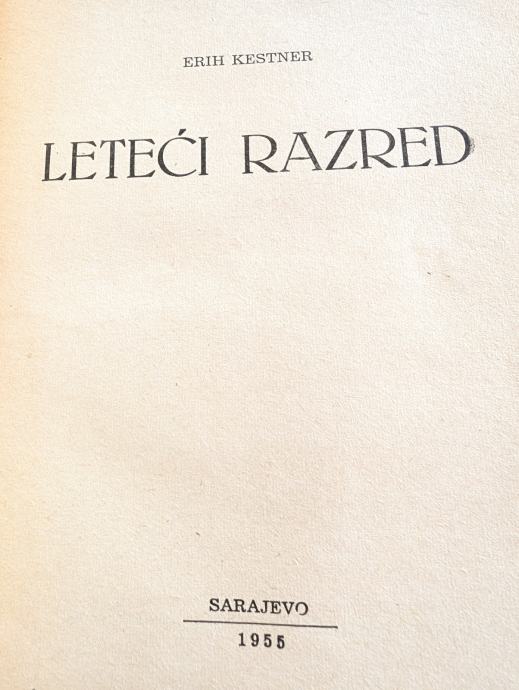 ERIH KESTNER
LETEĆI RAZRED
SARAJEVO
1955